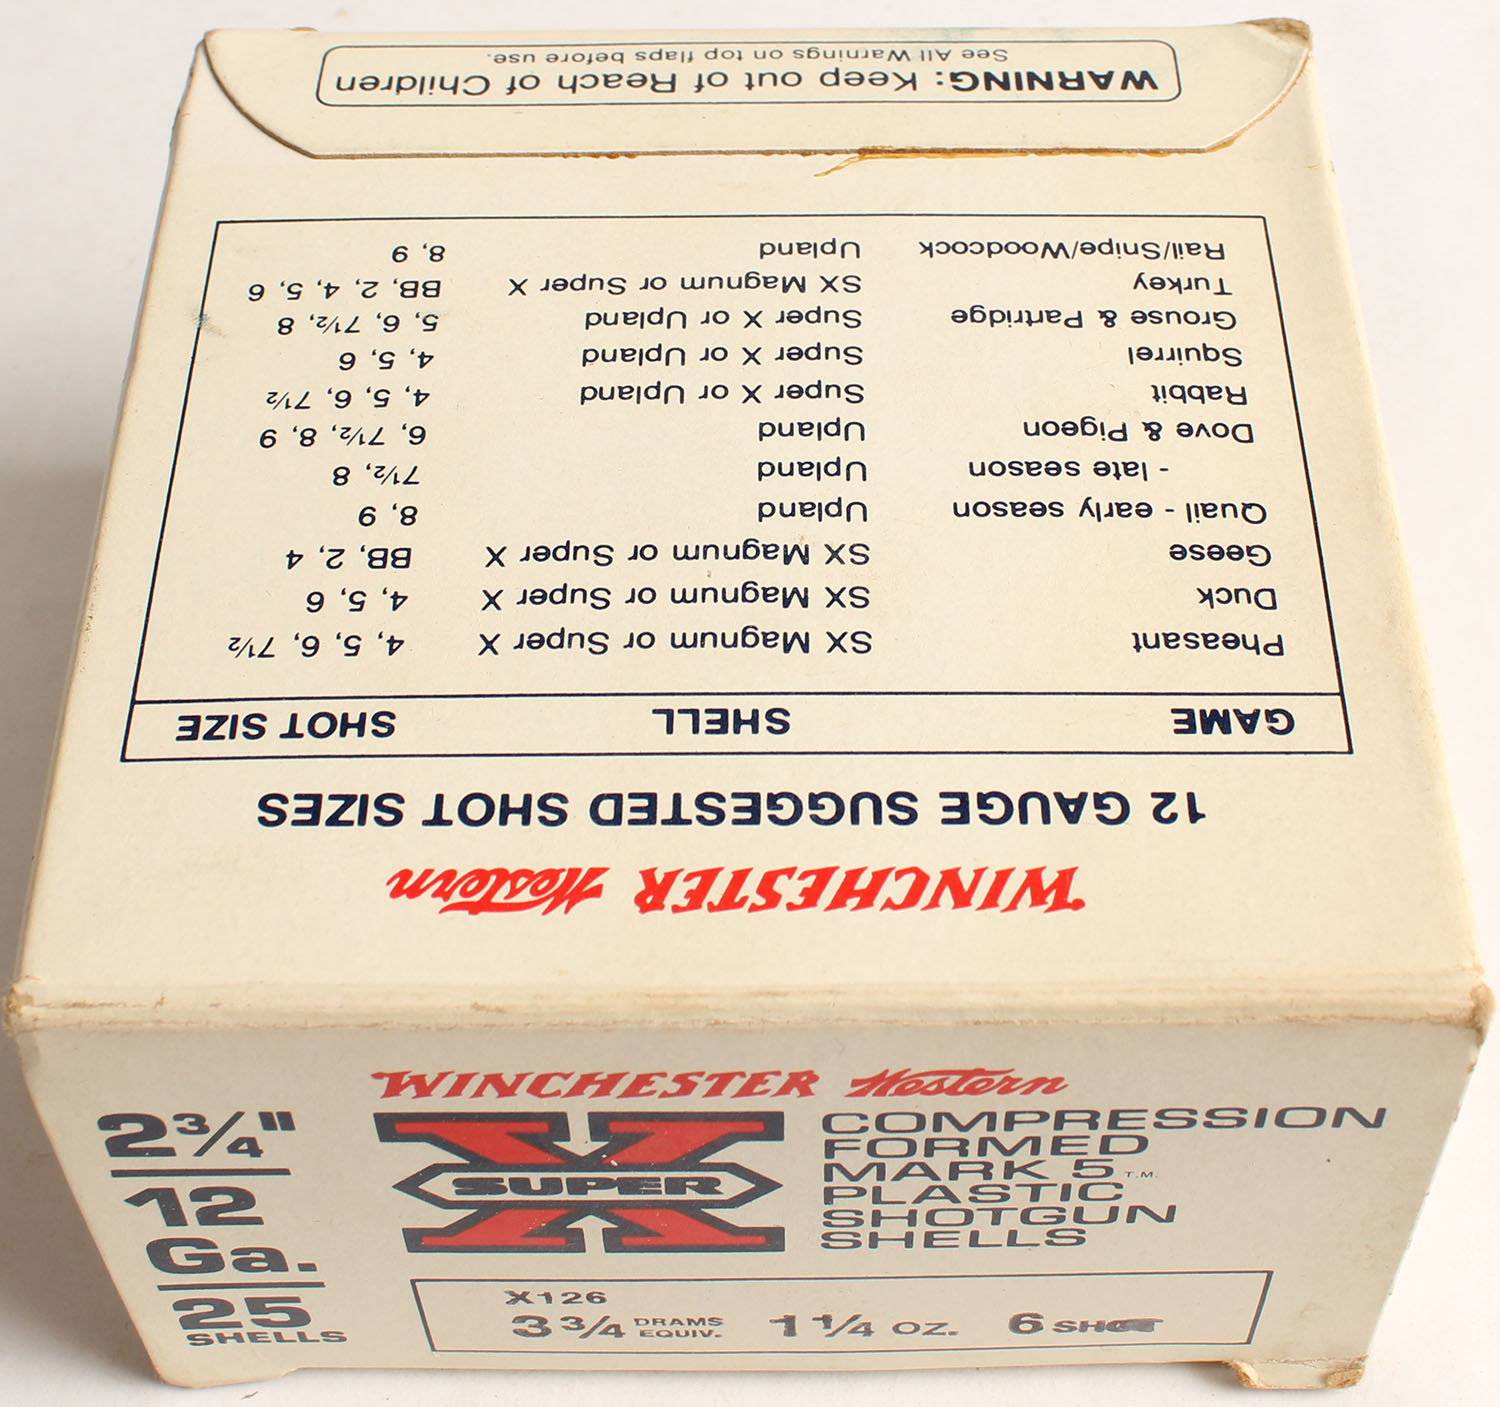 WARNING: Keep out of Reach of Children
See All Warnings on top flaps before use.
WINCHESTER Western
12 GAUGE SUGGESTED SHOT SIZES
GAME SHELL SHOT SIZE
Pheasant SX Magnum or Super X 4, 5, 6, 7½
Duck SX Magnum or Super X 4, 5, 6
Geese SX Magnum or Super X BB, 2, 4
Quail - early season Upland 8, 9
- late season Upland 7½, 8
Dove & Pigeon Upland 6, 7½, 8, 9
Rabbit Super X or Upland 4, 5, 6, 7½
Squirrel Super X or Upland 4, 5, 6
Grouse & Partridge Super X or Upland 5, 6, 7½, 8
Turkey SX Magnum or Super X BB, 2, 4, 5, 6
Rail/Snipe/Woodcock Upland 8, 9
WINCHESTER Western
2¾"
12
Ga.
25
SHELLS
X
SUPER
COMPRESSION
FORMED
MARK 5 T.M.
PLASTIC
SHOTGUN
SHELLS
X126
3¾ DRAMS EQUIV. 1¼ OZ. 6 SHOT